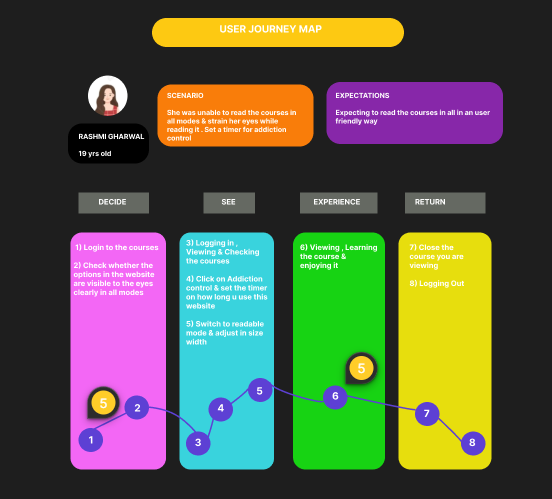 USER JOURNEY MAP
RASHMI GHARWAL
19 yrs old
SCENARIO
She was unable to read the courses in
all modes & strain her eyes while
reading it . Set a timer for addiction
control
EXPECTATIONS
Expecting to read the courses in all in an user
friendly way
DECIDE
SEE
EXPERIENCE
RETURN
1) Login to the courses
2) Check whether the
options in the website
are visible to the eyes
clearly in all modes
3) Logging in ,
Viewing & Checking
the courses
4) Click on Addiction
control & set the timer
on how long u use this
website
5) Switch to readable
mode & adjust in size
width
6) Viewing , Learning
the course &
enjoying it
7) Close the
course you are
viewing
8) Logging Out
5
1
2
3
4
5
5
6
7
8